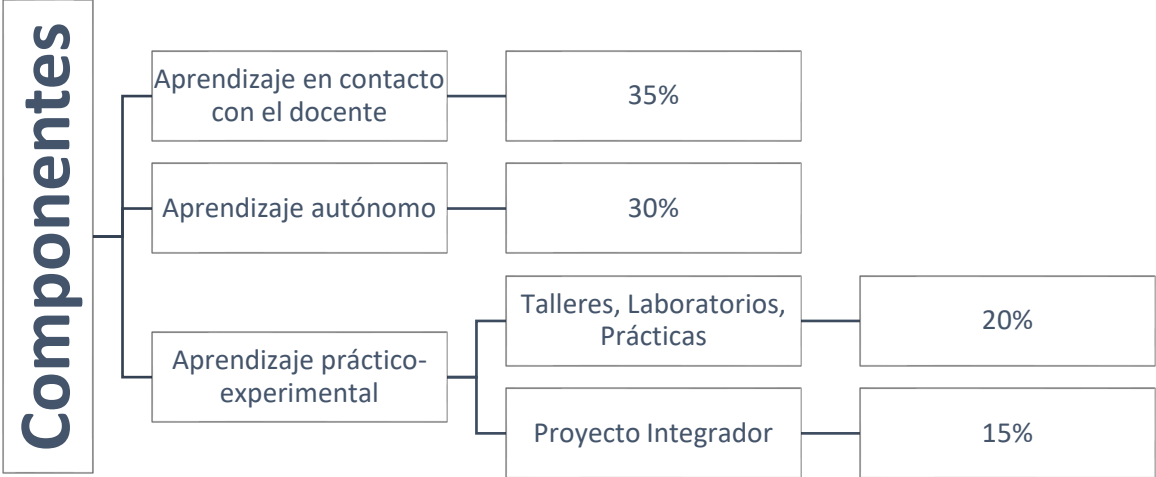 Componentes
Aprendizaje en contacto
con el docente
35%
Aprendizaje autónomo
30%
Aprendizaje práctico-
experimental
Talleres, Laboratorios,
Prácticas
20%
Proyecto Integrador
15%